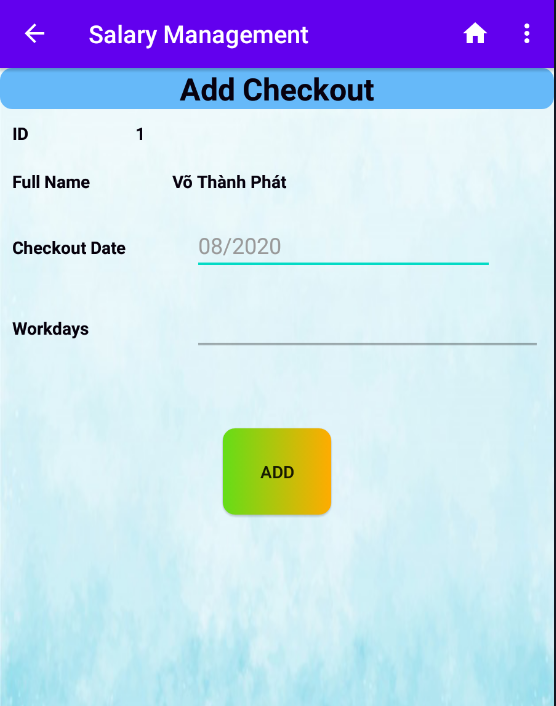 Salary Management
Add Checkout
ID 1
Full Name Võ Thành Phát
Checkout Date 08/2020
Workdays
ADD